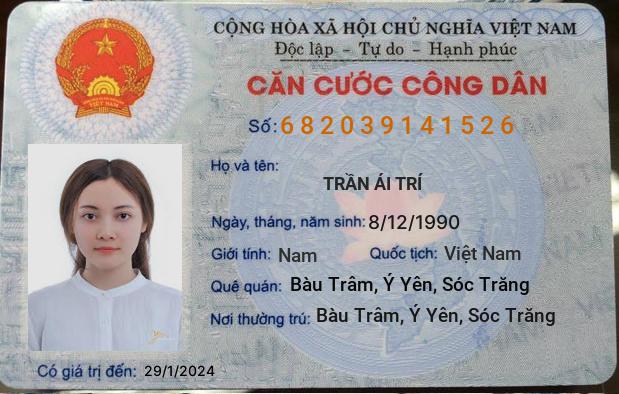 CỘNG HÒA XÃ HỘI CHỦ NGHĨA VIỆT NAM
Độc lập - Tự do - Hạnh phúc
CĂN CƯỚC CÔNG DÂN
Số: 682039141526
Họ và tên:
TRẦN ÁI TRÍ
Ngày, tháng, năm sinh: 8/12/1990
Giới tính: Nam Quốc tịch: Việt Nam
Quê quán: Bàu Trâm, Ý Yên, Sóc Trăng
Nơi thường trú: Bàu Trâm, Ý Yên, Sóc Trăng
Có giá trị đến: 29/1/2024
VIỆT NAM